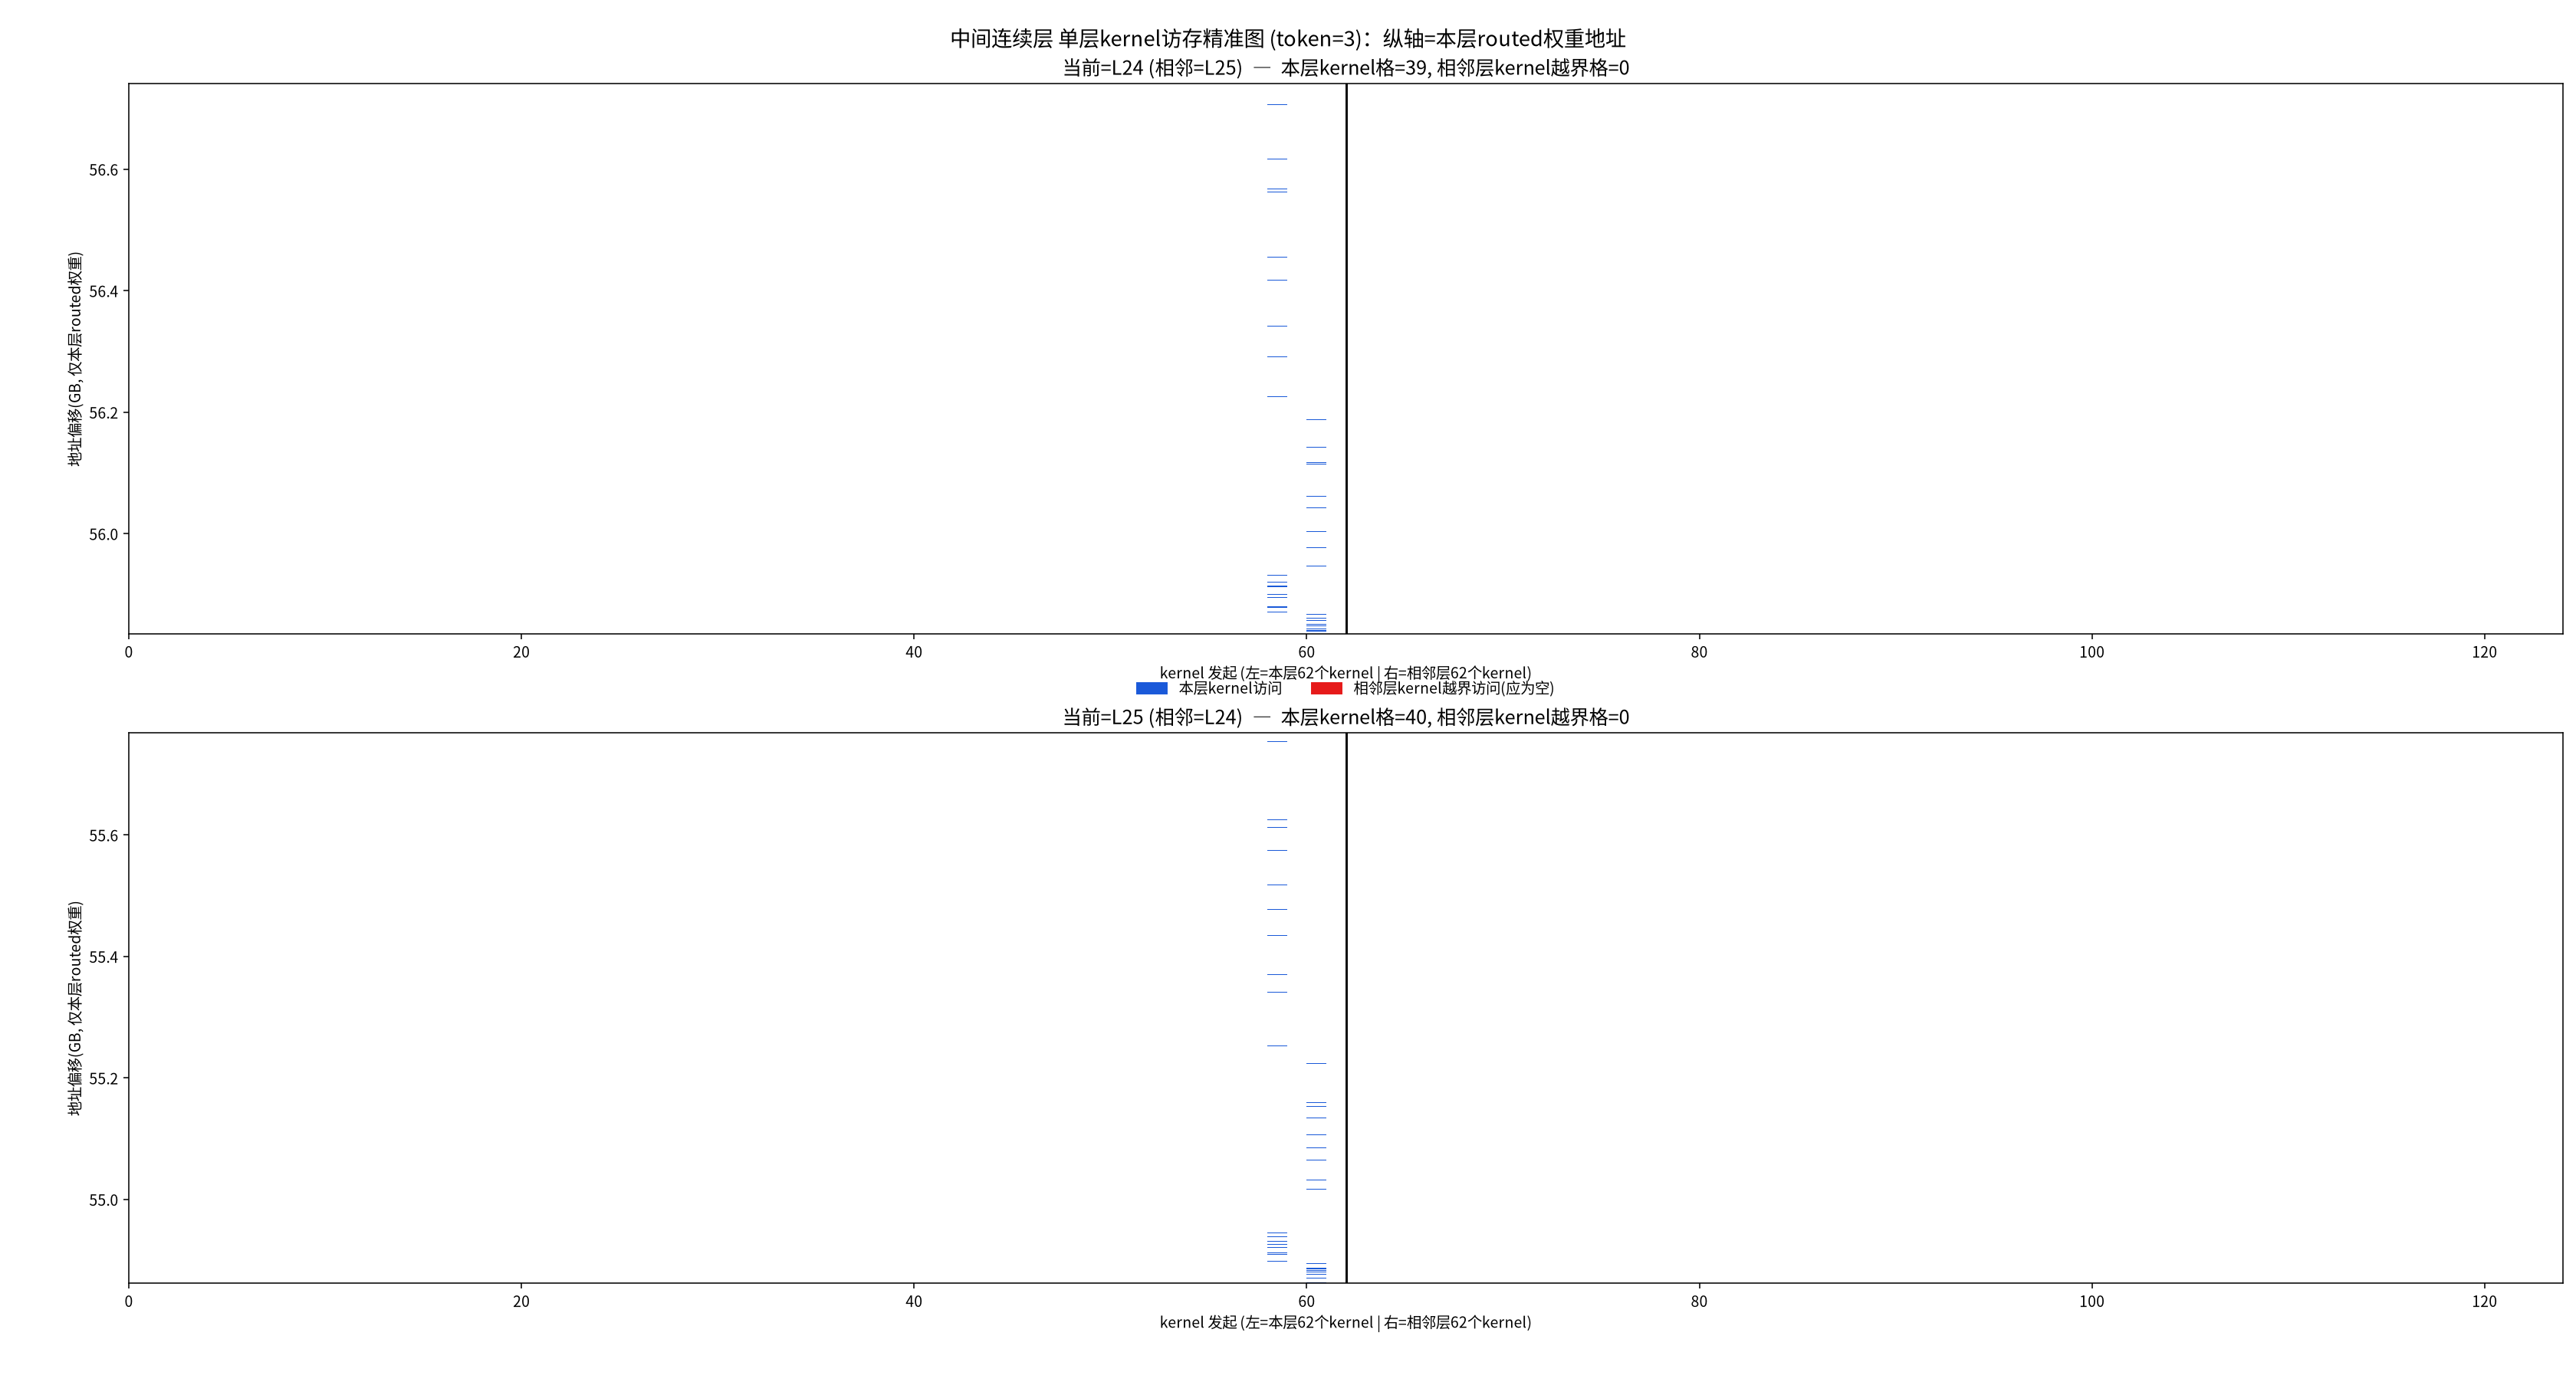 中间连续层 单层kernel访存精准图 (token=3)：纵轴=本层routed权重地址
当前=L24 (相邻=L25) — 本层kernel格=39, 相邻层kernel越界格=0
地址偏移(GB, 仅本层routed权重)
56.6
56.4
56.2
56.0
0 20 40 60 80 100 120
kernel 发起 (左=本层62个kernel | 右=相邻层62个kernel)
本层kernel访问 相邻层kernel越界访问(应为空)
当前=L25 (相邻=L24) — 本层kernel格=40, 相邻层kernel越界格=0
地址偏移(GB, 仅本层routed权重)
55.6
55.4
55.2
55.0
0 20 40 60 80 100 120
kernel 发起 (左=本层62个kernel | 右=相邻层62个kernel)